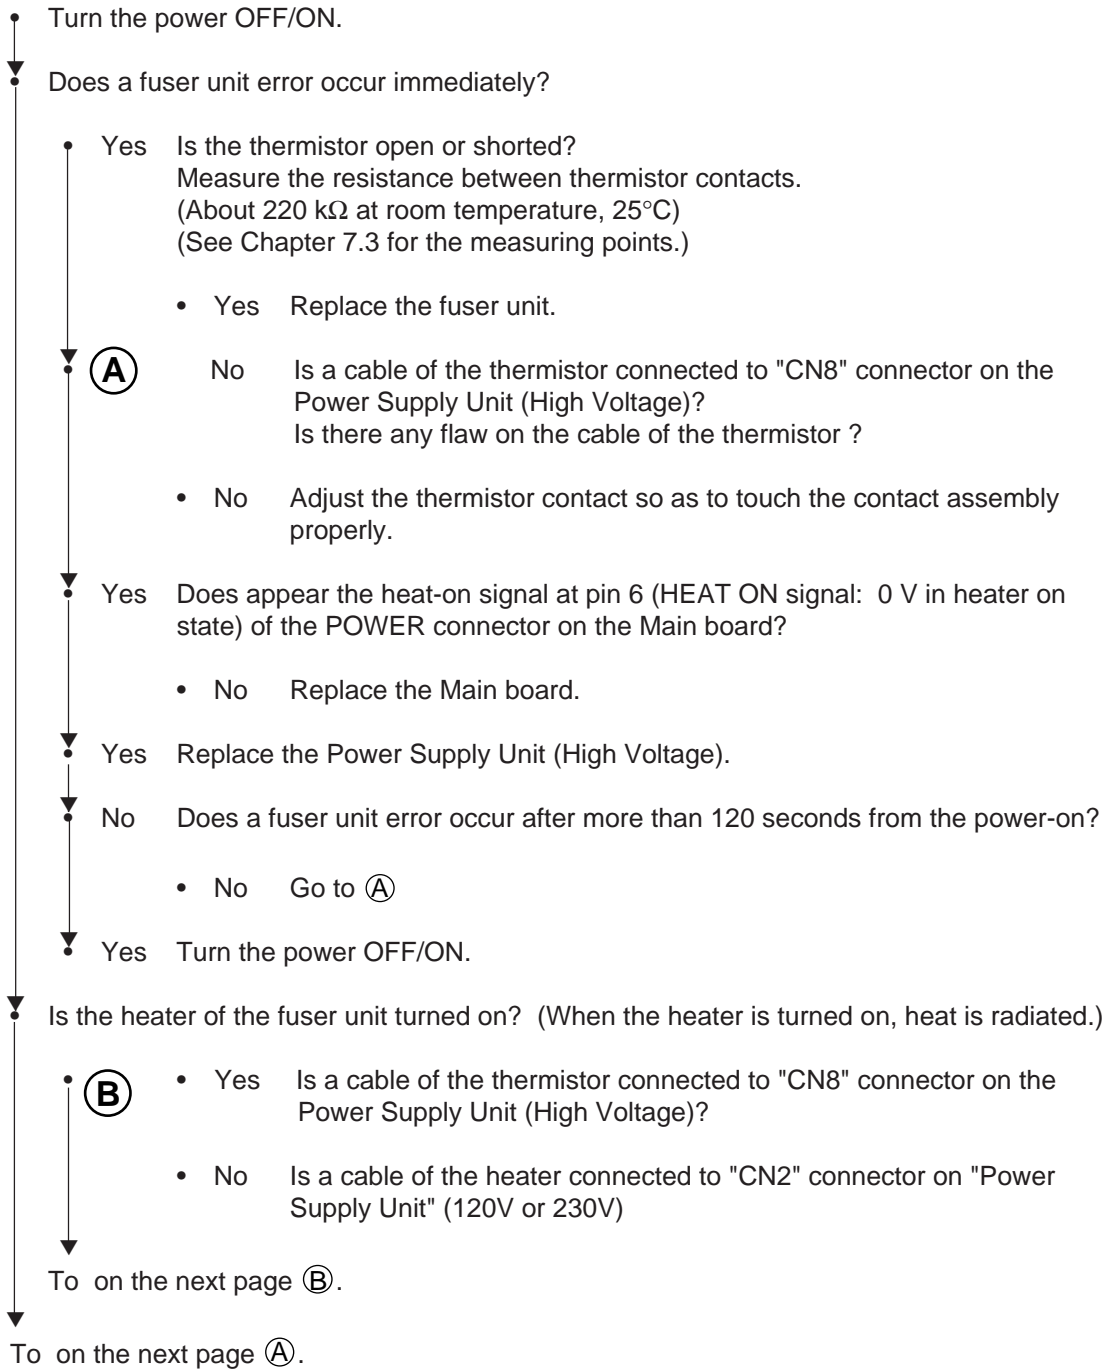 • Turn the power OFF/ON.
• Does a fuser unit error occur immediately?
• Yes Is the thermistor open or shorted?
Measure the resistance between thermistor contacts.
(About 220 kΩ at room temperature, 25°C)
(See Chapter 7.3 for the measuring points.)
• Yes Replace the fuser unit.
• Ⓐ No Is a cable of the thermistor connected to "CN8" connector on the
Power Supply Unit (High Voltage)?
Is there any flaw on the cable of the thermistor ?
• No Adjust the thermistor contact so as to touch the contact assembly
properly.
• Yes Does appear the heat-on signal at pin 6 (HEAT ON signal: 0 V in heater on
state) of the POWER connector on the Main board?
• No Replace the Main board.
• Yes Replace the Power Supply Unit (High Voltage).
• No Does a fuser unit error occur after more than 120 seconds from the power-on?
• No Go to Ⓐ
• Yes Turn the power OFF/ON.
• Is the heater of the fuser unit turned on? (When the heater is turned on, heat is radiated.)
• Ⓑ • Yes Is a cable of the thermistor connected to "CN8" connector on the
Power Supply Unit (High Voltage)?
• No Is a cable of the heater connected to "CN2" connector on "Power
Supply Unit" (120V or 230V)
To on the next page Ⓑ.
To on the next page Ⓐ.